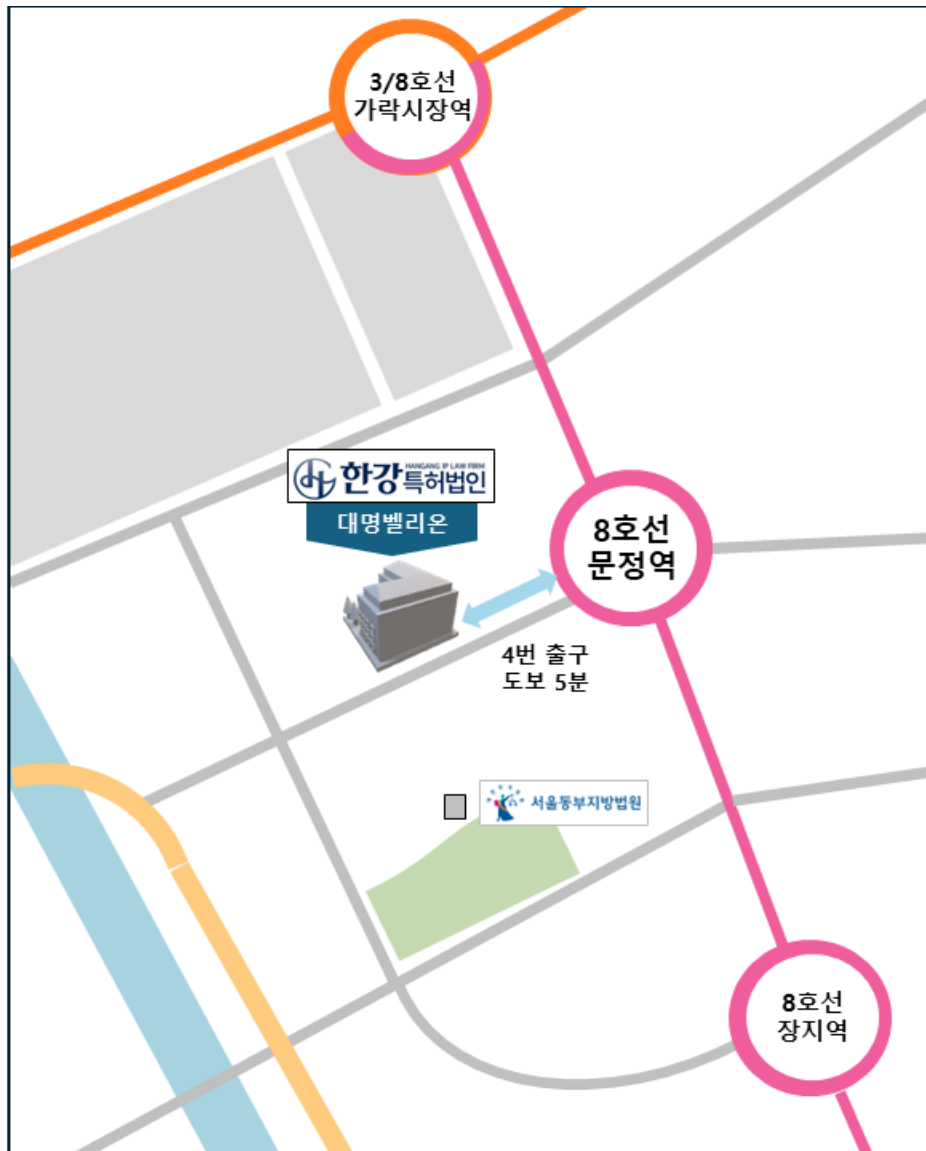 3/8호선
가락시장역
한강
HANGANG IP LAW FIRM
특허법인
대명벨리온
8호선
문정역
4번 출구
도보 5분
서울동부지방법원
8호선
장지역